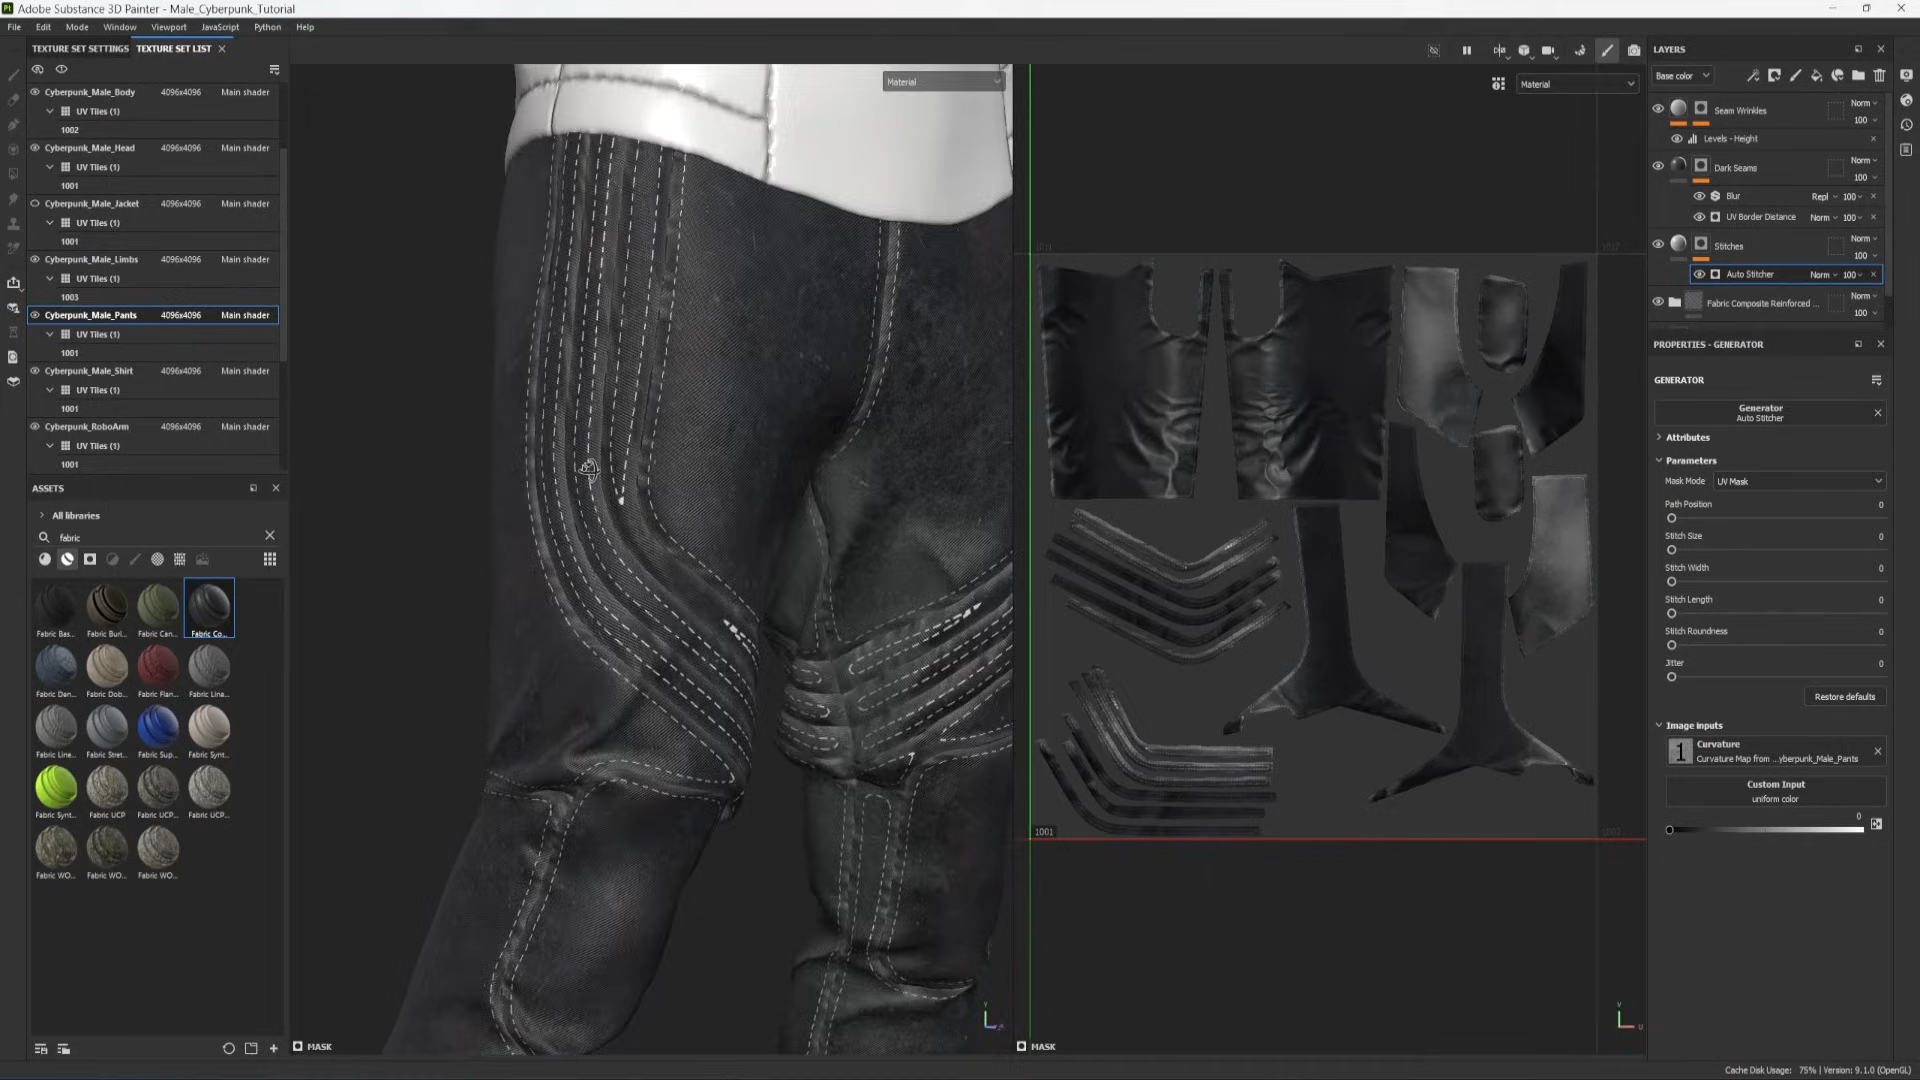 Adobe Substance 3D Painter - Male_Cyberpunk_Tutorial
File Edit Mode Window Viewport JavaScript Python Help
TEXTURE SET SETTINGS TEXTURE SET LIST
Cyberpunk_Male_Body 4096x4096 Main shader
UV Tiles (1)
1002
Cyberpunk_Male_Head 4096x4096 Main shader
UV Tiles (1)
1001
Cyberpunk_Male_Jacket 4096x4096 Main shader
UV Tiles (1)
1001
Cyberpunk_Male_Limbs 4096x4096 Main shader
UV Tiles (1)
1003
Cyberpunk_Male_Pants 4096x4096 Main shader
UV Tiles (1)
1001
Cyberpunk_Male_Shirt 4096x4096 Main shader
UV Tiles (1)
1001
Cyberpunk_RoboArm 4096x4096 Main shader
UV Tiles (1)
1001
ASSETS
All libraries
fabric
Fabric Bas... Fabric Burl... Fabric Can... Fabric Co...
Fabric Den... Fabric Dob... Fabric Flan... Fabric Line...
Fabric Line... Fabric Stret... Fabric Sup... Fabric Synt...
Fabric Synt... Fabric UCP Fabric UCP... Fabric UCP...
Fabric WO... Fabric WO... Fabric WO...
Material
MASK
Material
1001
MASK
LAYERS
Base color
Seam Wrinkles Norm
100
Levels - Height
Dark Seams Norm
100
Blur Repl 100
UV Border Distance Norm 100
Stitches Norm
100
Auto Stitcher Norm 100
Fabric Composite Reinforced ... Norm
100
PROPERTIES - GENERATOR
GENERATOR
Generator
Auto Stitcher
Attributes
Parameters
Mask Mode UV Mask
Path Position 0
Stitch Size 0
Stitch Width 0
Stitch Length 0
Stitch Roundness 0
Jitter 0
Restore defaults
Image inputs
Curvature
Curvature Map from ...yberpunk_Male_Pants
Custom Input
uniform color
0
Cache Disk Usage: 75% | Version: 9.1.0 (OpenGL)